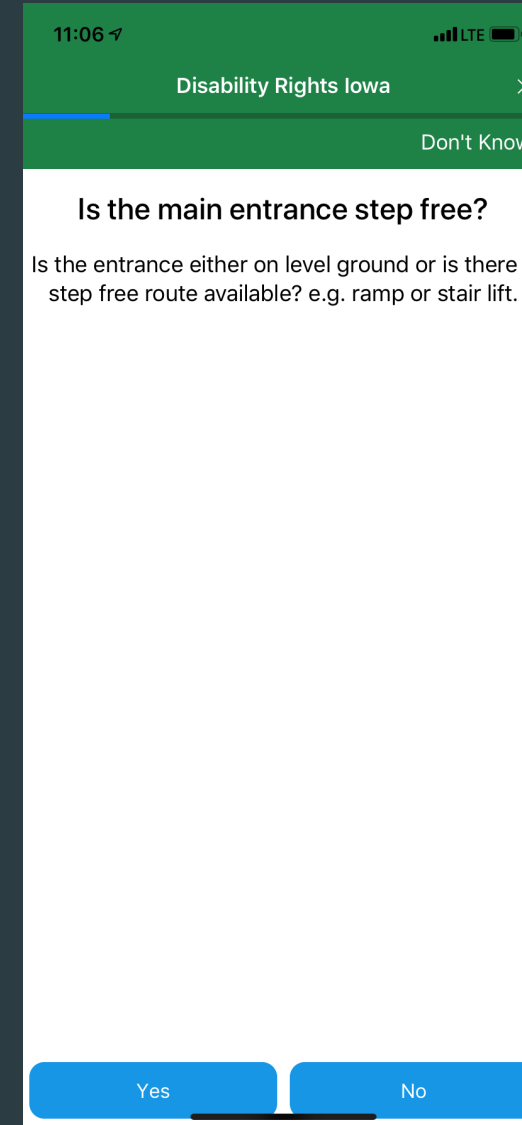 11:06 LTE
Disability Rights Iowa
Don't Know
Is the main entrance step free?
Is the entrance either on level ground or is there
step free route available? e.g. ramp or stair lift.
Yes No